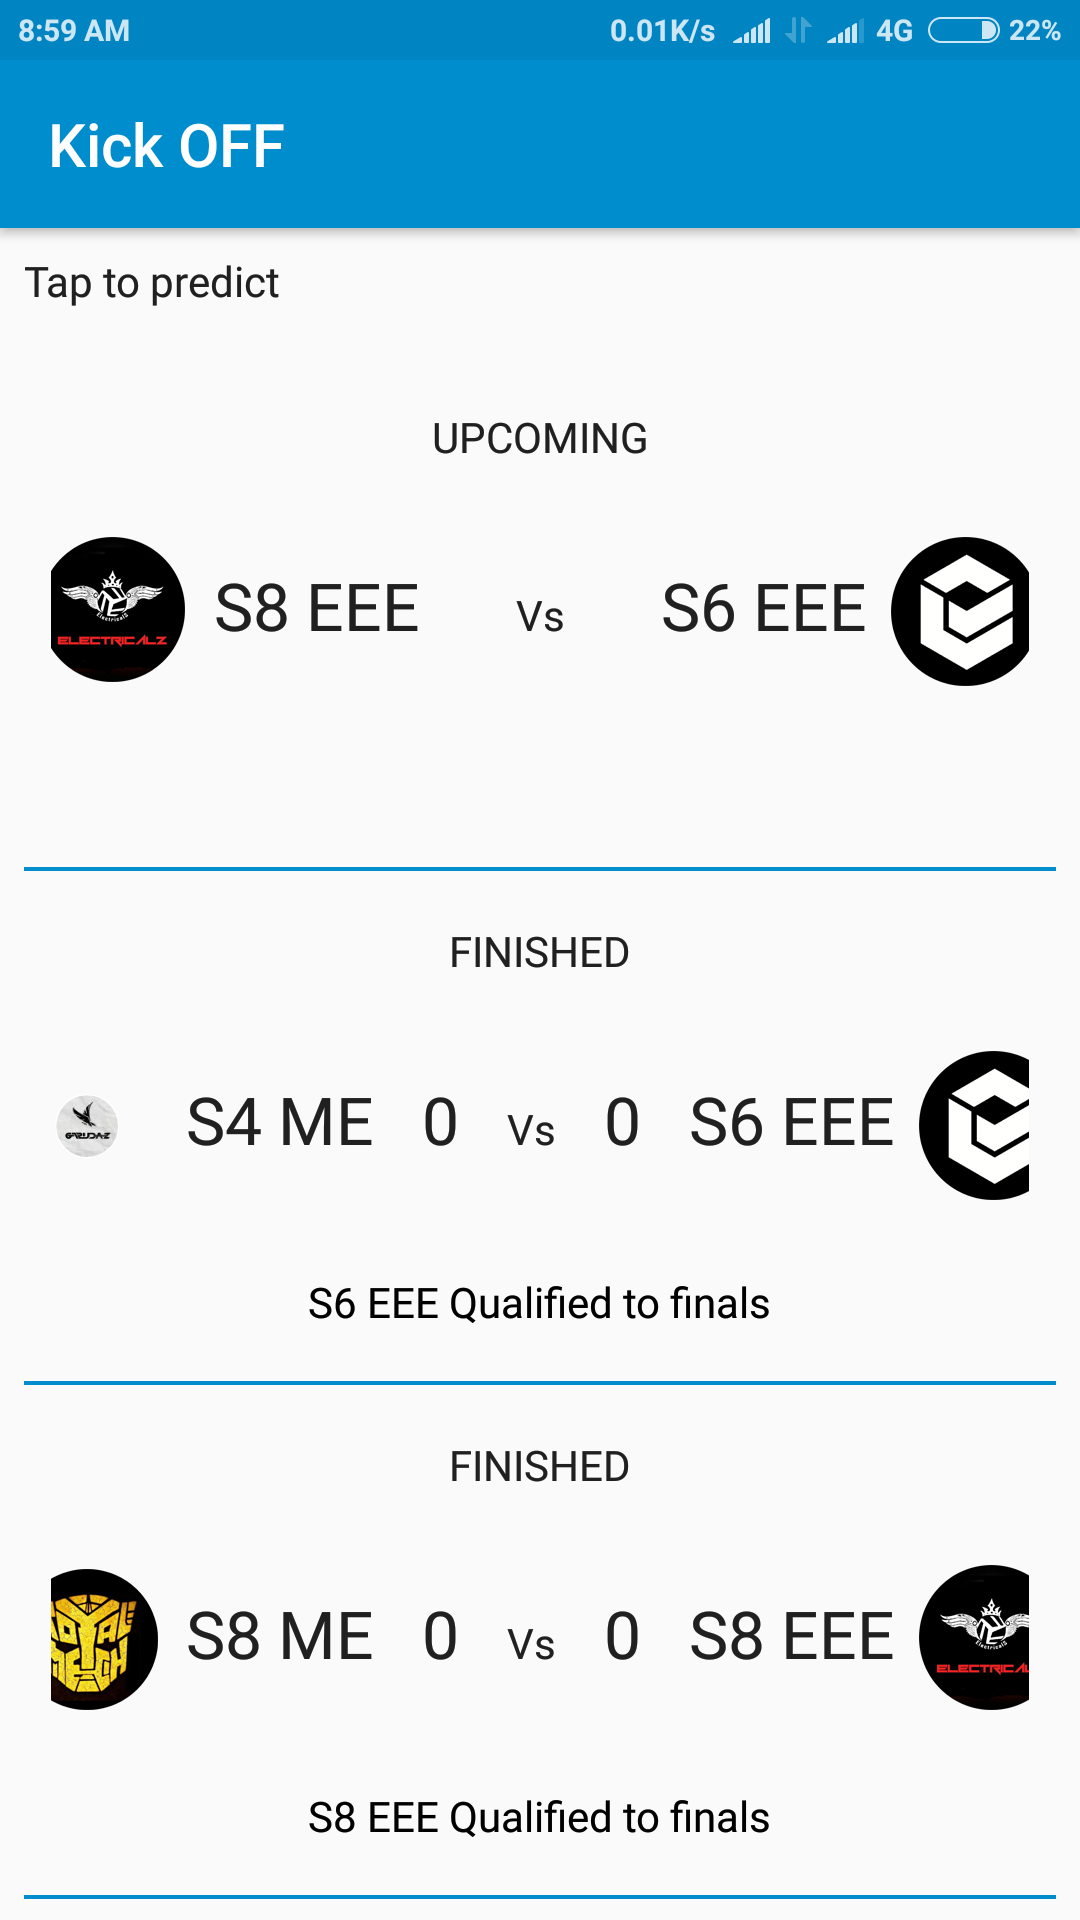 8:59 AM 0.01K/s 4G 22%
Kick OFF
Tap to predict
UPCOMING
ELECTRICALZ S8 EEE Vs S6 EEE
FINISHED
GARUDAZ S4 ME 0 Vs 0 S6 EEE
S6 EEE Qualified to finals
FINISHED
S8 ME 0 Vs 0 S8 EEE
S8 EEE Qualified to finals